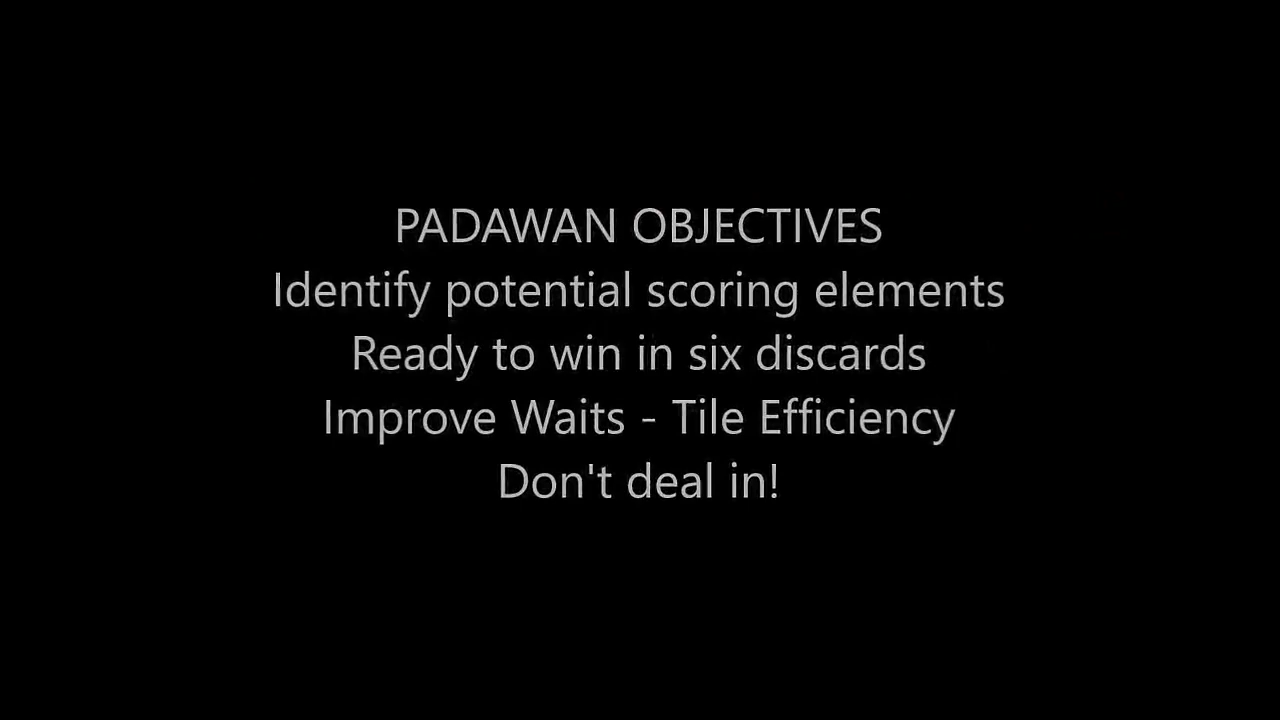 PADAWAN OBJECTIVES
Identify potential scoring elements
Ready to win in six discards
Improve Waits - Tile Efficiency
Don't deal in!